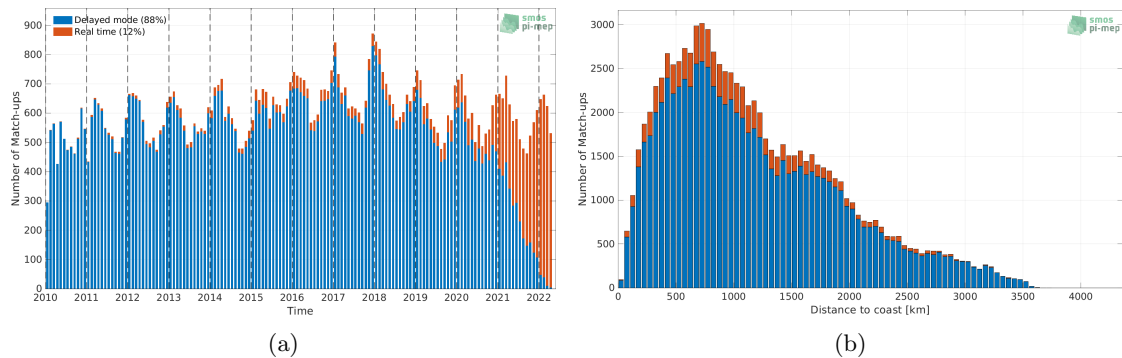 Delayed mode (88%)
Real time (12%)
smos
pi-mep
900
800
700
600
500
400
300
200
100
0
Number of Match-ups
2010 2011 2012 2013 2014 2015 2016 2017 2018 2019 2020 2021 2022
Time
(a)
smos
pi-mep
3000
2500
2000
1500
1000
500
0
Number of Match-ups
0 500 1000 1500 2000 2500 3000 3500 4000
Distance to coast [km]
(b)